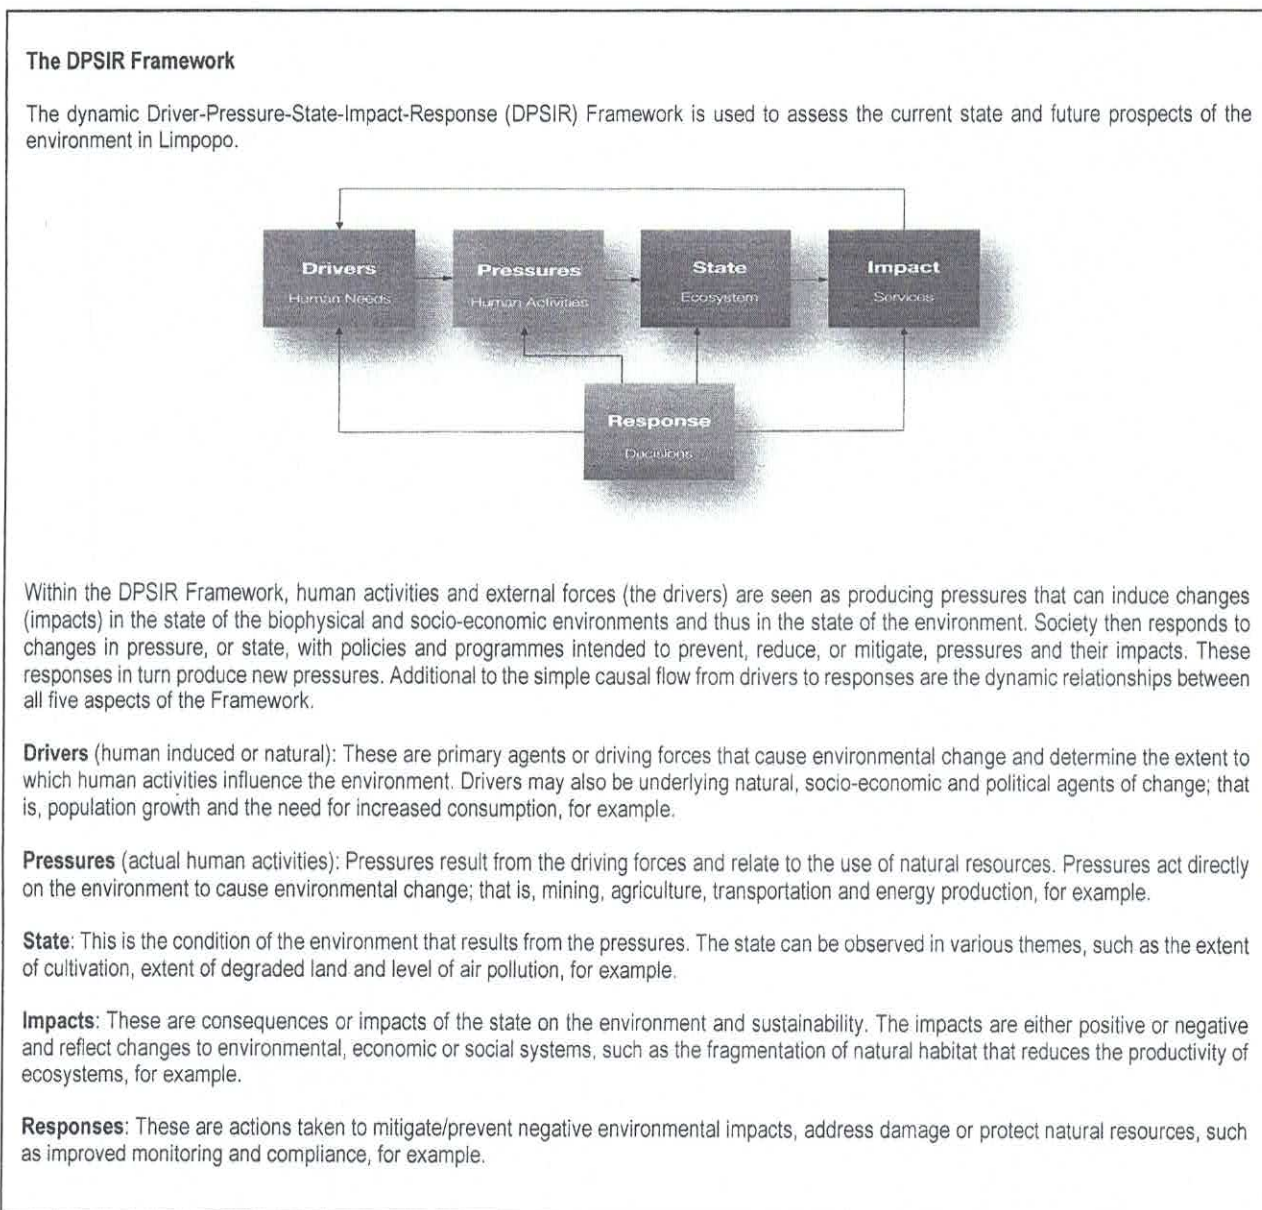 The DPSIR Framework
The dynamic Driver-Pressure-State-Impact-Response (DPSIR) Framework is used to assess the current state and future prospects of the
environment in Limpopo.
Drivers
Human Needs
Pressures
Human Activities
State
Ecosystem
Impact
Services
Response
Decisions
Within the DPSIR Framework, human activities and external forces (the drivers) are seen as producing pressures that can induce changes
(impacts) in the state of the biophysical and socio-economic environments and thus in the state of the environment. Society then responds to
changes in pressure, or state, with policies and programmes intended to prevent, reduce, or mitigate, pressures and their impacts. These
responses in turn produce new pressures. Additional to the simple causal flow from drivers to responses are the dynamic relationships between
all five aspects of the Framework.
Drivers (human induced or natural): These are primary agents or driving forces that cause environmental change and determine the extent to
which human activities influence the environment. Drivers may also be underlying natural, socio-economic and political agents of change; that
is, population growth and the need for increased consumption, for example.
Pressures (actual human activities): Pressures result from the driving forces and relate to the use of natural resources. Pressures act directly
on the environment to cause environmental change; that is, mining, agriculture, transportation and energy production, for example.
State: This is the condition of the environment that results from the pressures. The state can be observed in various themes, such as the extent
of cultivation, extent of degraded land and level of air pollution, for example.
Impacts: These are consequences or impacts of the state on the environment and sustainability. The impacts are either positive or negative
and reflect changes to environmental, economic or social systems, such as the fragmentation of natural habitat that reduces the productivity of
ecosystems, for example.
Responses: These are actions taken to mitigate/prevent negative environmental impacts, address damage or protect natural resources, such
as improved monitoring and compliance, for example.